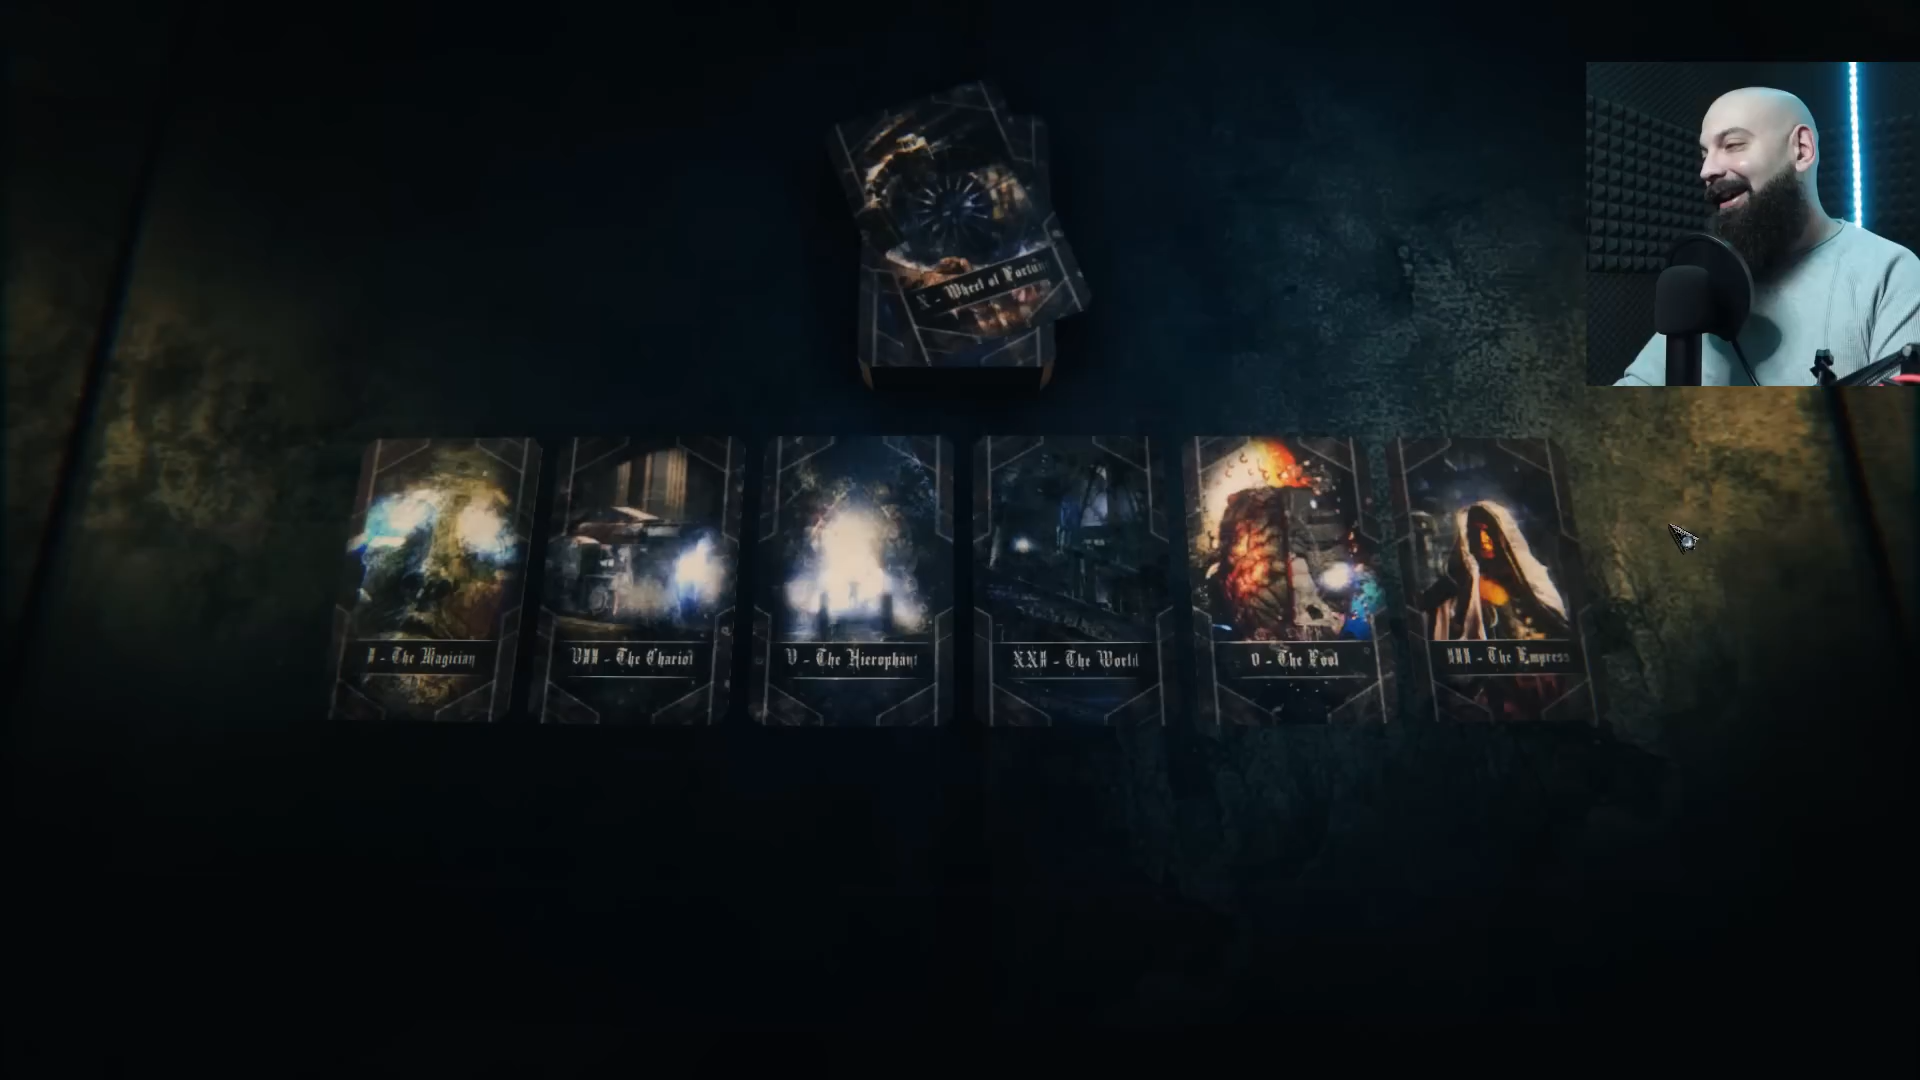 X - Wheel of Fortune
I - The Magician
VII - The Chariot
V - The Hierophant
XXI - The World
0 - The Fool
III - The Empress